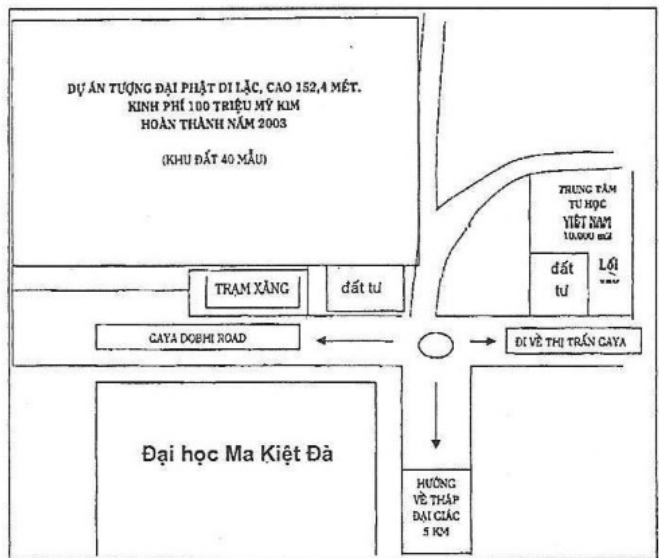 DỰ ÁN TƯỢNG ĐẠI PHẬT DI LẶC, CAO 152,4 MÉT.
KINH PHÍ 100 TRIỆU MỸ KIM
HOÀN THÀNH NĂM 2003
(KHU ĐẤT 40 MẪU)
TRUNG TÂM
TU HỌC
VIỆT NAM
10.000 m2
đất
tư
Lối
TRẠM XĂNG
đất tư
GAYA DOBHI ROAD
ĐI VỀ THỊ TRẤN GAYA
Đại học Ma Kiệt Đà
HƯỚNG
VỀ THÁP
ĐẠI GIÁC
5 KM